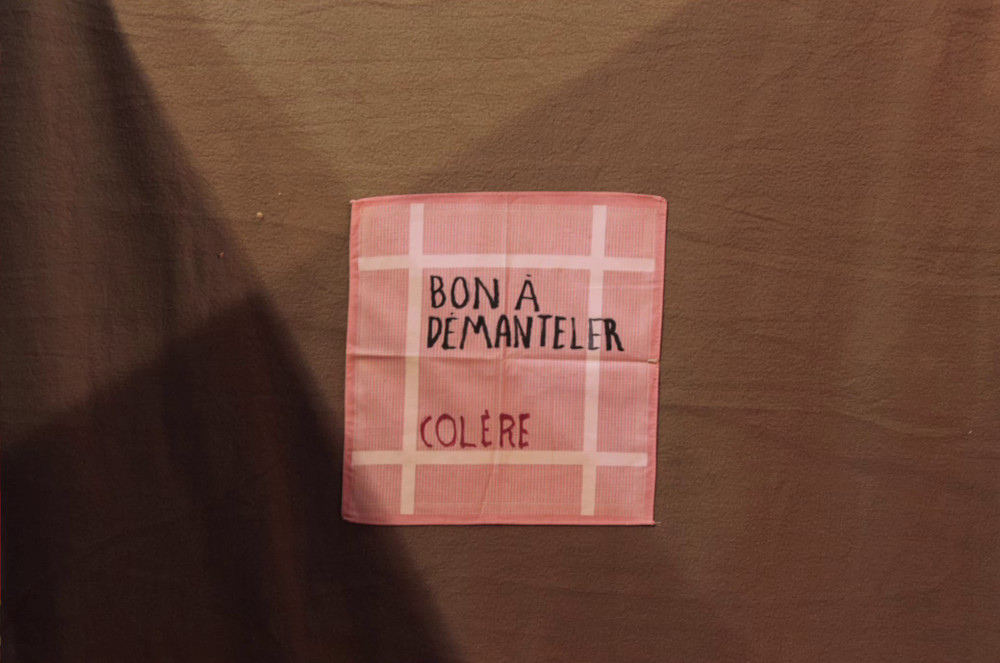 BON À
DÉMANTELER
COLÈRE